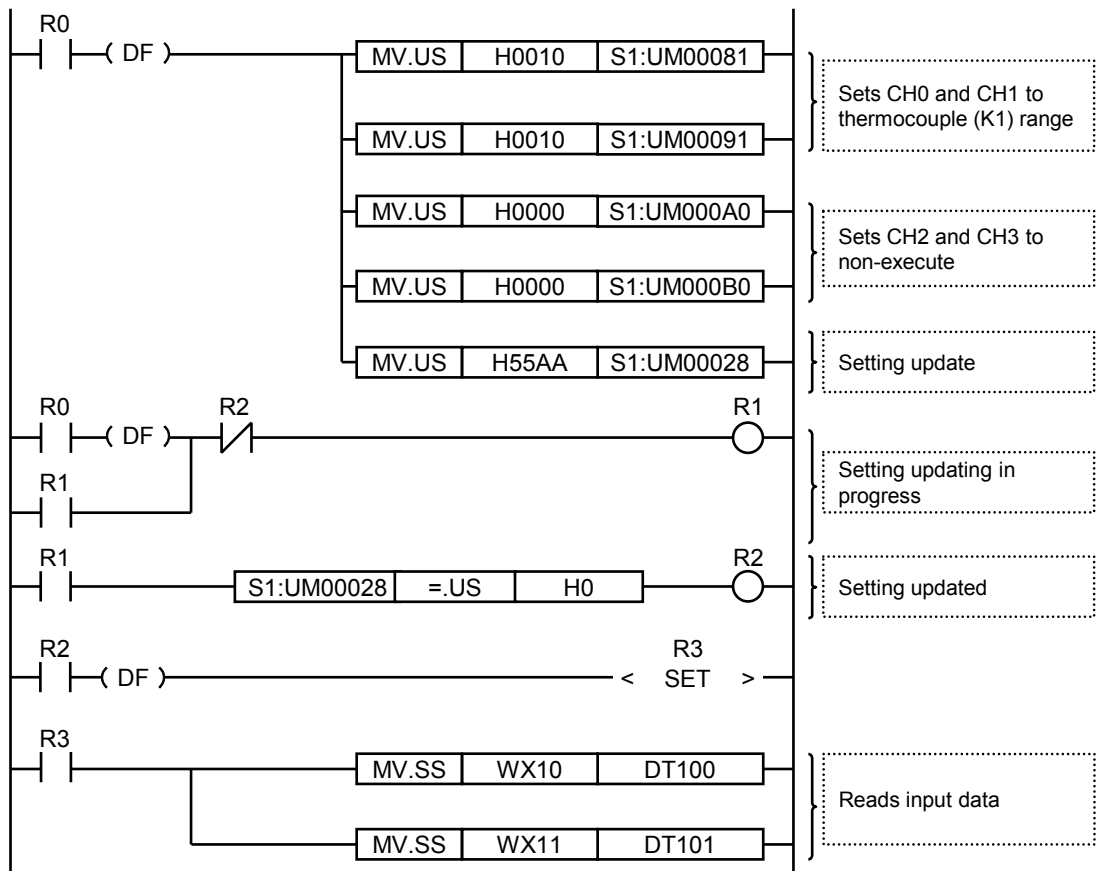 R0
( DF )
MV.US H0010 S1:UM00081
Sets CH0 and CH1 to
thermocouple (K1) range
MV.US H0010 S1:UM00091
MV.US H0000 S1:UM000A0
Sets CH2 and CH3 to
non-execute
MV.US H0000 S1:UM000B0
MV.US H55AA S1:UM00028
Setting update
R0 R2 R1
( DF )
Setting updating in
progress
R1
R1 R2
S1:UM00028 =.US H0
Setting updated
R2 R3
( DF ) < SET >
R3
MV.SS WX10 DT100
Reads input data
MV.SS WX11 DT101